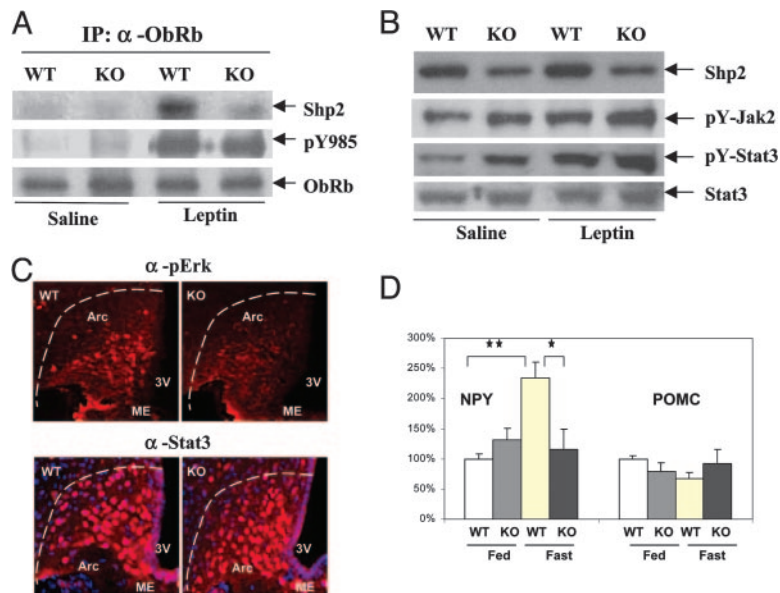 A
IP: α-ObRb
WT KO WT KO
Shp2
pY985
ObRb
Saline Leptin
B
WT KO WT KO
Shp2
pY-Jak2
pY-Stat3
Stat3
Saline Leptin
C
α-pErk
WT KO
Arc Arc
3V 3V
ME ME
α-Stat3
WT KO
3V 3V
Arc Arc
ME ME
D
300%
250%
200%
150%
100%
50%
0%
** *
NPY POMC
WT KO WT KO WT KO WT KO
Fed Fast Fed Fast